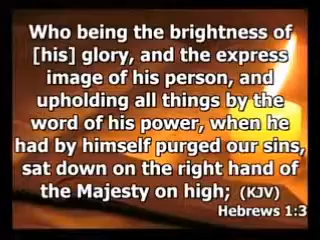 Who being the brightness of
[his] glory, and the express
image of his person, and
upholding all things by the
word of his power, when he
had by himself purged our sins,
sat down on the right hand of
the Majesty on high; (KJV)
Hebrews 1:3